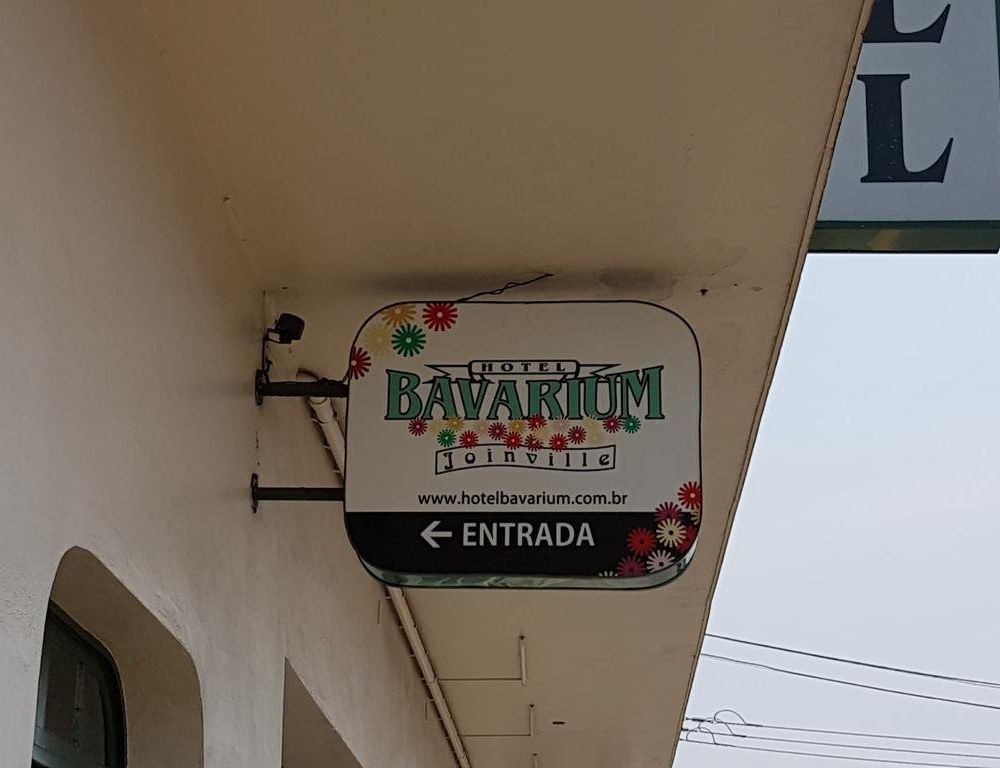 L
L
HOTEL
BAVARIUM
Joinville
www.hotelbavarium.com.br
← ENTRADA